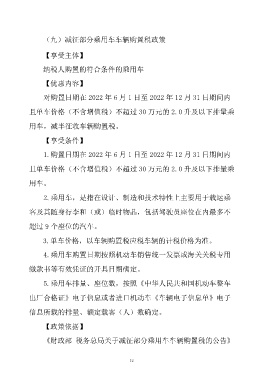 （九）减征部分乘用车车辆购置税政策
【享受主体】
纳税人购置的符合条件的乘用车
【优惠内容】
对购置日期在 2022 年 6 月 1 日至 2022 年 12 月 31 日期间内
且单车价格（不含增值税）不超过 30 万元的 2.0 升及以下排量乘
用车，减半征收车辆购置税。
【享受条件】
1.购置日期在 2022 年 6 月 1 日至 2022 年 12 月 31 日期间内
且单车价格（不含增值税）不超过 30 万元的 2.0 升及以下排量乘
用车。
2.乘用车，是指在设计、制造和技术特性上主要用于载运乘
客及其随身行李和（或）临时物品，包括驾驶员座位在内最多不
超过 9 个座位的汽车。
3.单车价格，以车辆购置税应税车辆的计税价格为准。
4.乘用车购置日期按照机动车销售统一发票或海关关税专用
缴款书等有效凭证的开具日期确定。
5.乘用车排量、座位数，按照《中华人民共和国机动车整车
出厂合格证》电子信息或者进口机动车《车辆电子信息单》电子
信息所载的排量、额定载客（人）数确定。
【政策依据】
《财政部 税务总局关于减征部分乘用车车辆购置税的公告》